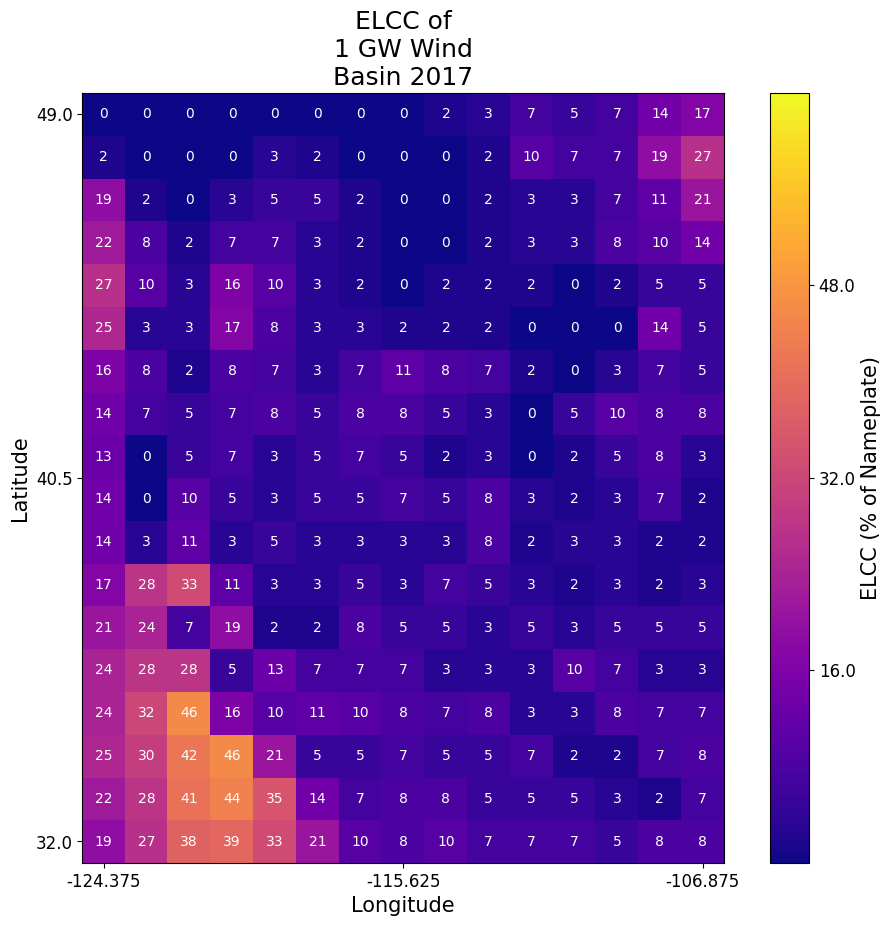 ELCC of
1 GW Wind
Basin 2017
49.0
0 0 0 0 0 0 0 0 2 3 7 5 7 14 17
2 0 0 0 3 2 0 0 0 2 10 7 7 19 27
19 2 0 3 5 5 2 0 0 2 3 3 7 11 21
22 8 2 7 7 3 2 0 0 2 3 3 8 10 14
27 10 3 16 10 3 2 0 2 2 2 0 2 5 5
48.0
25 3 3 17 8 3 3 2 2 2 0 0 0 14 5
16 8 2 8 7 3 7 11 8 7 2 0 3 7 5
14 7 5 7 8 5 8 8 5 3 0 5 10 8 8
13 0 5 7 3 5 7 5 2 3 0 2 5 8 3
40.5
32.0
14 0 10 5 3 5 5 7 5 8 3 2 3 7 2
14 3 11 3 5 3 3 3 3 8 2 3 3 2 2
17 28 33 11 3 3 5 3 7 5 3 2 3 2 3
21 24 7 19 2 2 8 5 5 3 5 3 5 5 5
24 28 28 5 13 7 7 7 3 3 3 10 7 3 3
16.0
24 32 46 16 10 11 10 8 7 8 3 3 8 7 7
25 30 42 46 21 5 5 7 5 5 7 2 2 7 8
22 28 41 44 35 14 7 8 8 5 5 5 3 2 7
32.0
19 27 38 39 33 21 10 8 10 7 7 7 5 8 8
-124.375
-115.625
-106.875
Longitude
Latitude
ELCC (% of Nameplate)